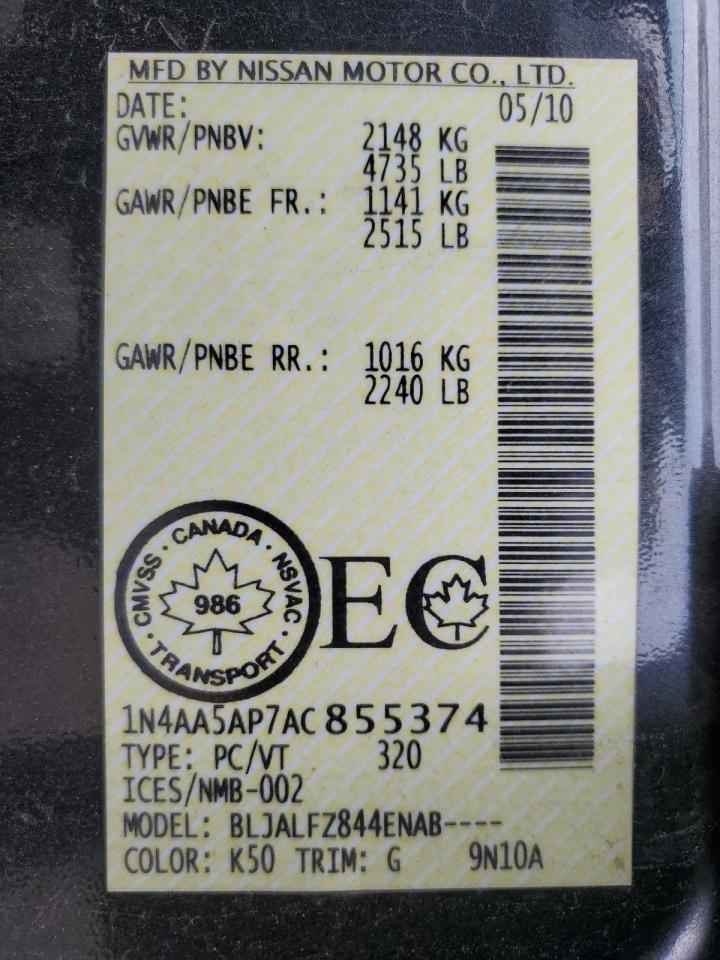 MFD BY NISSAN MOTOR CO., LTD.
DATE: 05/10
GVWR/PNBV: 2148 KG
4735 LB
GAWR/PNBE FR.: 1141 KG
2515 LB
GAWR/PNBE RR.: 1016 KG
2240 LB
CMVSS · CANADA · NSVAC · TRANSPORT ·
986
EC
1N4AA5AP7AC855374
TYPE: PC/VT 320
ICES/NMB-002
MODEL: BLJALFZ844ENAB----
COLOR: K50 TRIM: G 9N10A